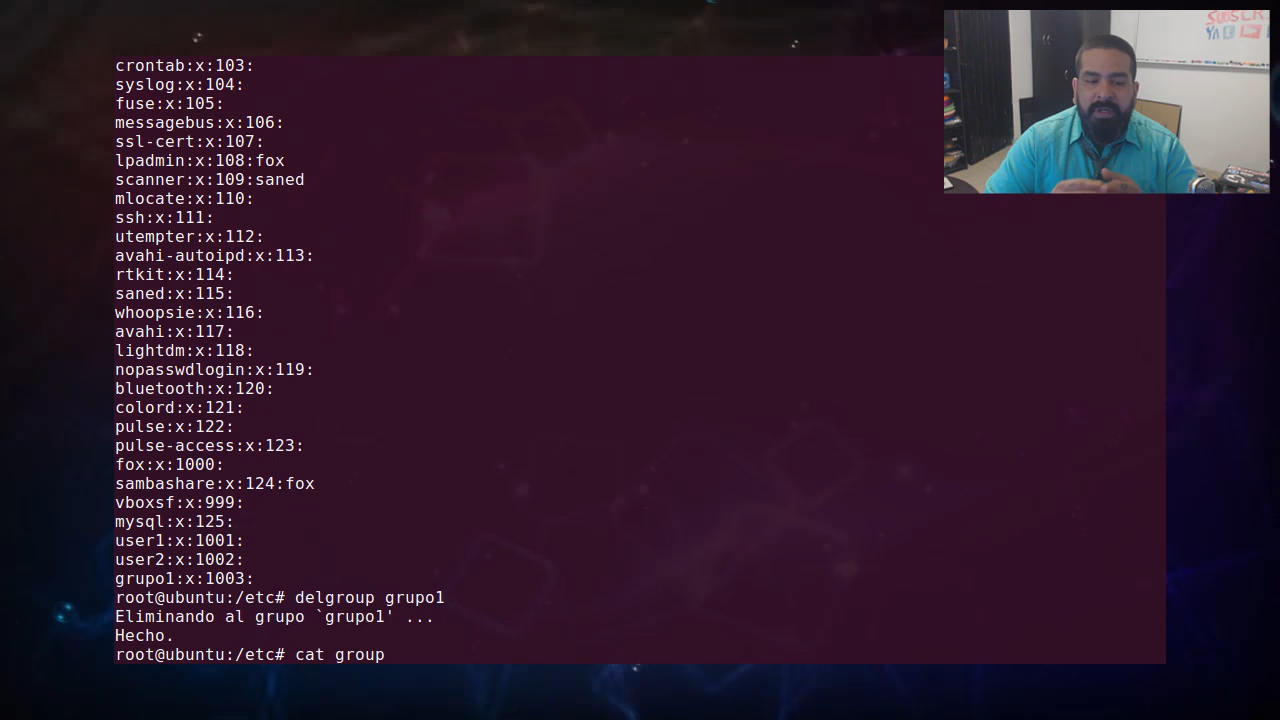 SUBSCR
YA
crontab:x:103:
syslog:x:104:
fuse:x:105:
messagebus:x:106:
ssl-cert:x:107:
lpadmin:x:108:fox
scanner:x:109:saned
mlocate:x:110:
ssh:x:111:
utempter:x:112:
avahi-autoipd:x:113:
rtkit:x:114:
saned:x:115:
whoopsie:x:116:
avahi:x:117:
lightdm:x:118:
nopasswdlogin:x:119:
bluetooth:x:120:
colord:x:121:
pulse:x:122:
pulse-access:x:123:
fox:x:1000:
sambashare:x:124:fox
vboxsf:x:999:
mysql:x:125:
user1:x:1001:
user2:x:1002:
grupo1:x:1003:
root@ubuntu:/etc# delgroup grupo1
Eliminando al grupo `grupo1' ...
Hecho.
root@ubuntu:/etc# cat group